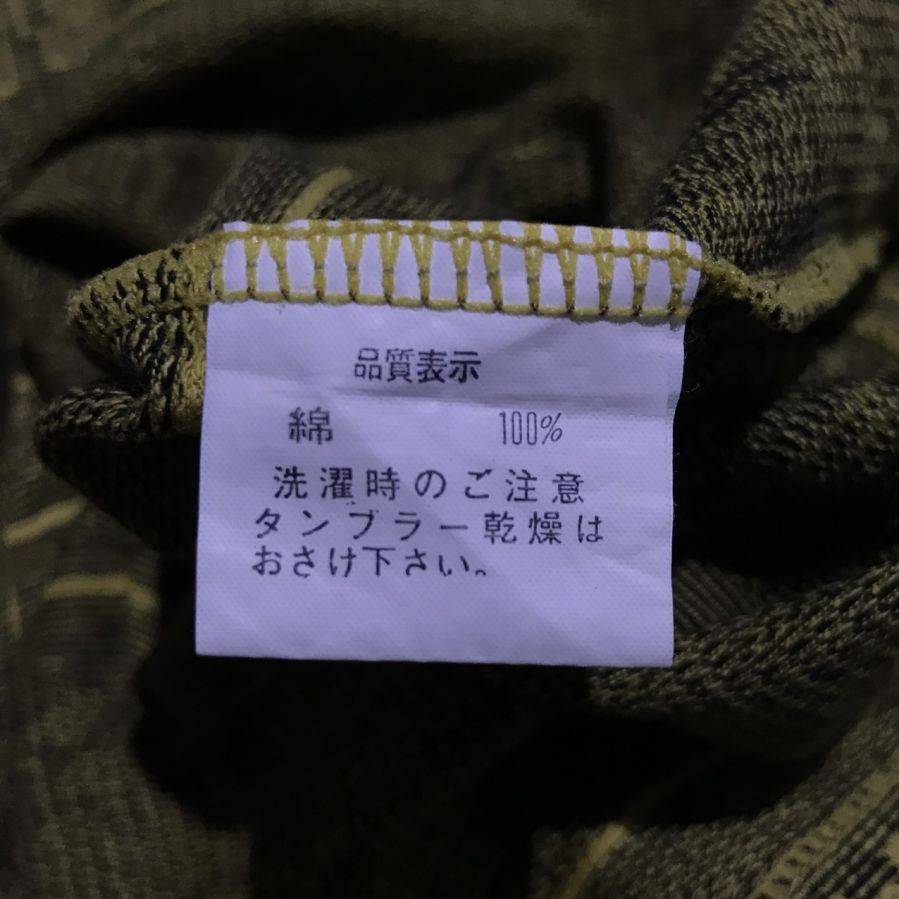 品質表示
綿 100%
洗濯時のご注意
タンブラー乾燥は
おさけ下さい。